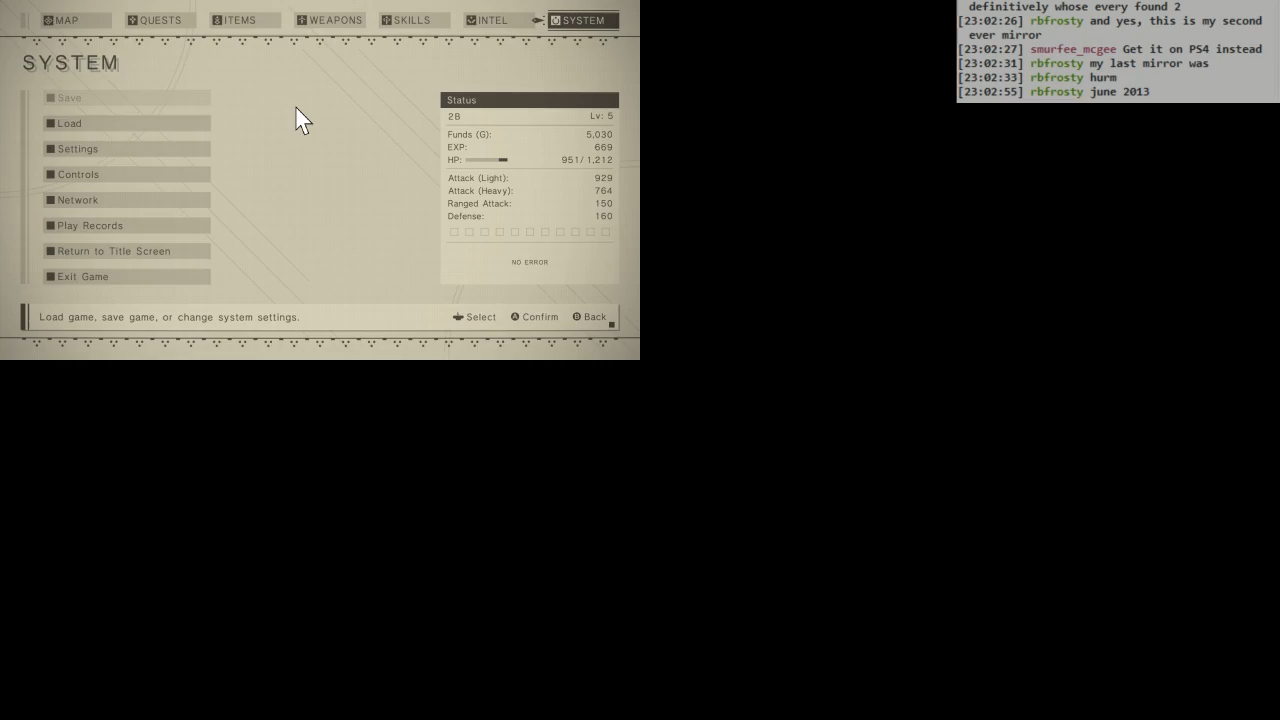 MAP QUESTS ITEMS WEAPONS SKILLS INTEL SYSTEM
SYSTEM
Save
Load
Settings
Controls
Network
Play Records
Return to Title Screen
Exit Game
Status
2B Lv: 5
Funds (G): 5,030
EXP: 669
HP: 951/ 1,212
Attack (Light): 929
Attack (Heavy): 764
Ranged Attack: 150
Defense: 160
NO ERROR
Load game, save game, or change system settings. Select A Confirm B Back
definitively whose every found 2
[23:02:26] rbfrosty and yes, this is my second
ever mirror
[23:02:27] smurfee_mcgee Get it on PS4 instead
[23:02:31] rbfrosty my last mirror was
[23:02:33] rbfrosty hurm
[23:02:55] rbfrosty june 2013